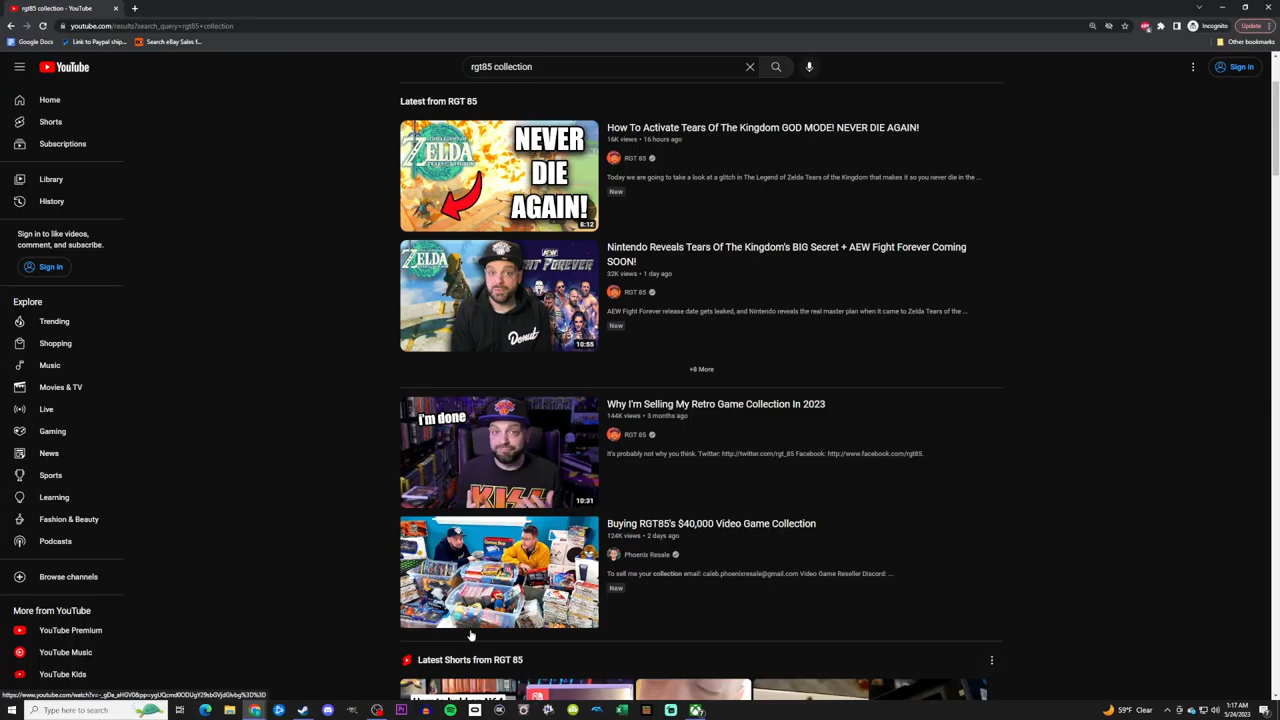 rgt85 collection - YouTube
youtube.com/results?search_query=rgt85+collection
Incognito
Update
Google Docs
Link to Paypal ship...
Search eBay Sales f...
Other bookmarks
YouTube
rgt85 collection
Sign in
Home
Shorts
Subscriptions
Library
History
Sign in to like videos,
comment, and subscribe.
Sign in
Explore
Trending
Shopping
Music
Movies & TV
Live
Gaming
News
Sports
Learning
Fashion & Beauty
Podcasts
Browse channels
More from YouTube
YouTube Premium
YouTube Music
YouTube Kids
Latest from RGT 85
ZELDA
NEVER
DIE
AGAIN!
8:12
How To Activate Tears Of The Kingdom GOD MODE! NEVER DIE AGAIN!
16K views • 16 hours ago
RGT 85
Today we are going to take a look at a glitch in The Legend of Zelda Tears of the Kingdom that makes it so you never die in the ...
New
ZELDA
AEW
FOREVER
Donut
10:55
Nintendo Reveals Tears Of The Kingdom's BIG Secret + AEW Fight Forever Coming
SOON!
32K views • 1 day ago
RGT 85
AEW Fight Forever release date gets leaked, and Nintendo reveals the real master plan when it came to Zelda Tears of the ...
New
+8 More
i'm done
KISS
10:31
Why I'm Selling My Retro Game Collection In 2023
144K views • 3 months ago
RGT 85
It's probably not why you think. Twitter: http://twitter.com/rgt_85 Facebook: http://www.facebook.com/rgt85.
Buying RGT85's $40,000 Video Game Collection
124K views • 2 days ago
Phoenix Resale
To sell me your collection email: caleb.phoenixresale@gmail.com Video Game Reseller Discord: ...
New
Latest Shorts from RGT 85
Type here to search
59°F Clear
1:17 AM
5/24/2023